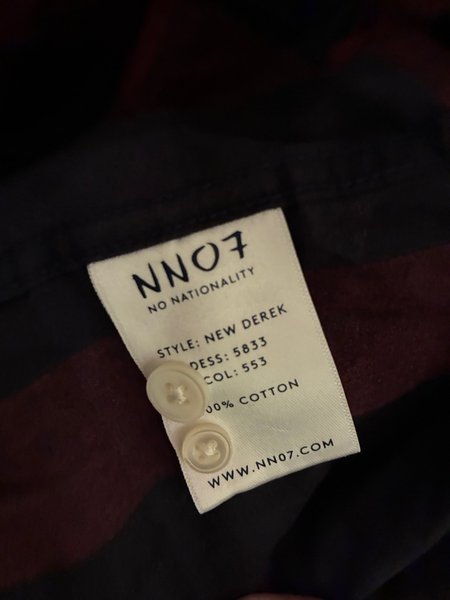 NN07
NO NATIONALITY
STYLE: NEW DEREK
DESS: 5833
COL: 553
00% COTTON
WWW.NN07.COM